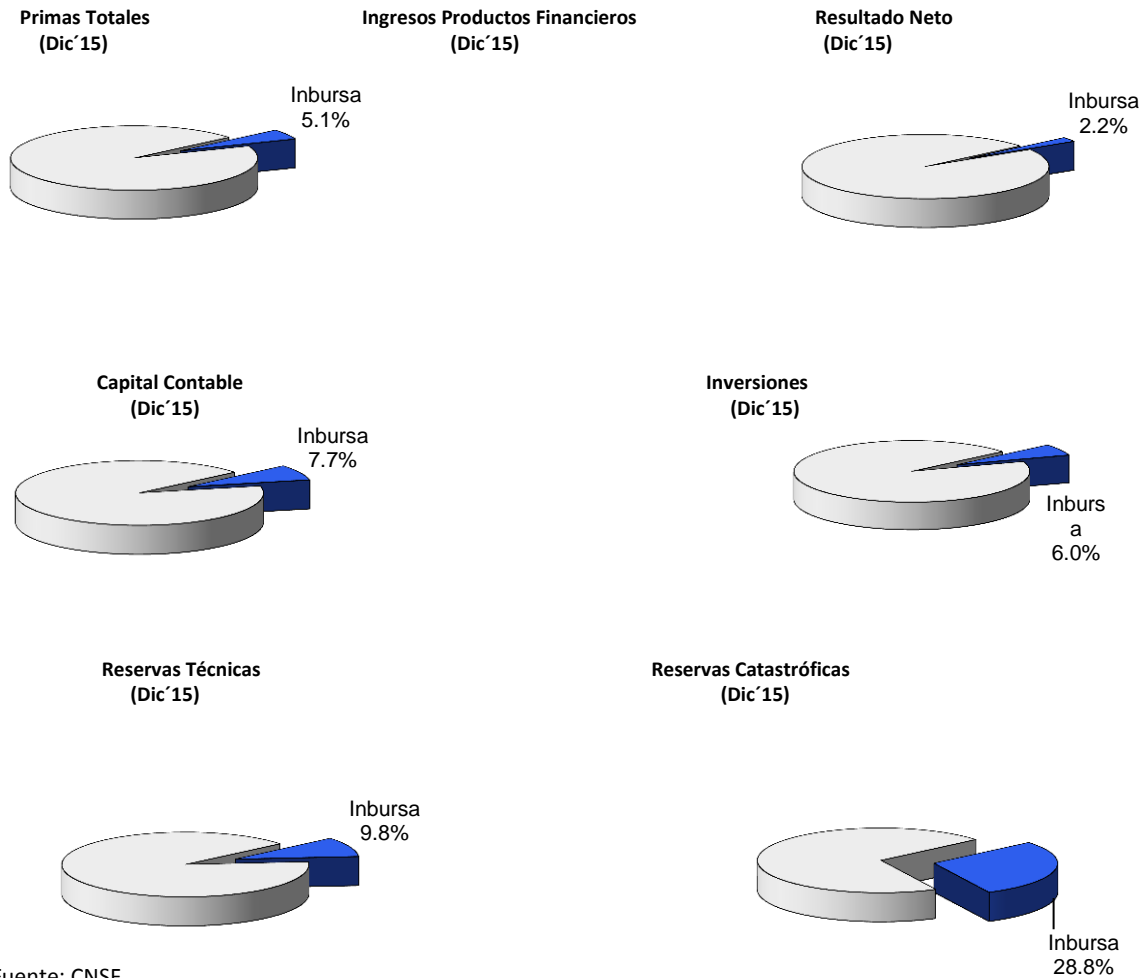 Primas Totales
(Dic´15)
Ingresos Productos Financieros
(Dic´15)
Resultado Neto
(Dic´15)
Inbursa
5.1%
Inbursa
2.2%
Capital Contable
(Dic´15)
Inversiones
(Dic´15)
Inbursa
7.7%
Inburs
a
6.0%
Reservas Técnicas
(Dic´15)
Reservas Catastróficas
(Dic´15)
Inbursa
9.8%
Inbursa
28.8%
Fuente: CNSF